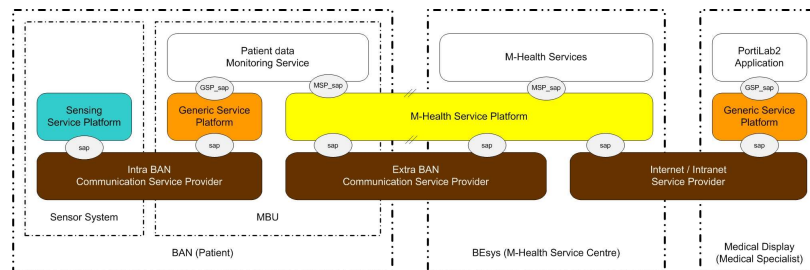 Patient data
Monitoring Service
M-Health Services
PortiLab2
Application
GSP_sap
MSP_sap
MSP_sap
GSP_sap
Sensing
Service Platform
Generic Service
Platform
M-Health Service Platform
Generic Service
Platform
sap
sap
sap
sap
sap
sap
Intra BAN
Communication Service Provider
Extra BAN
Communication Service Provider
Internet / Intranet
Service Provider
Sensor System
MBU
BAN (Patient)
BEsys (M-Health Service Centre)
Medical Display
(Medical Specialist)